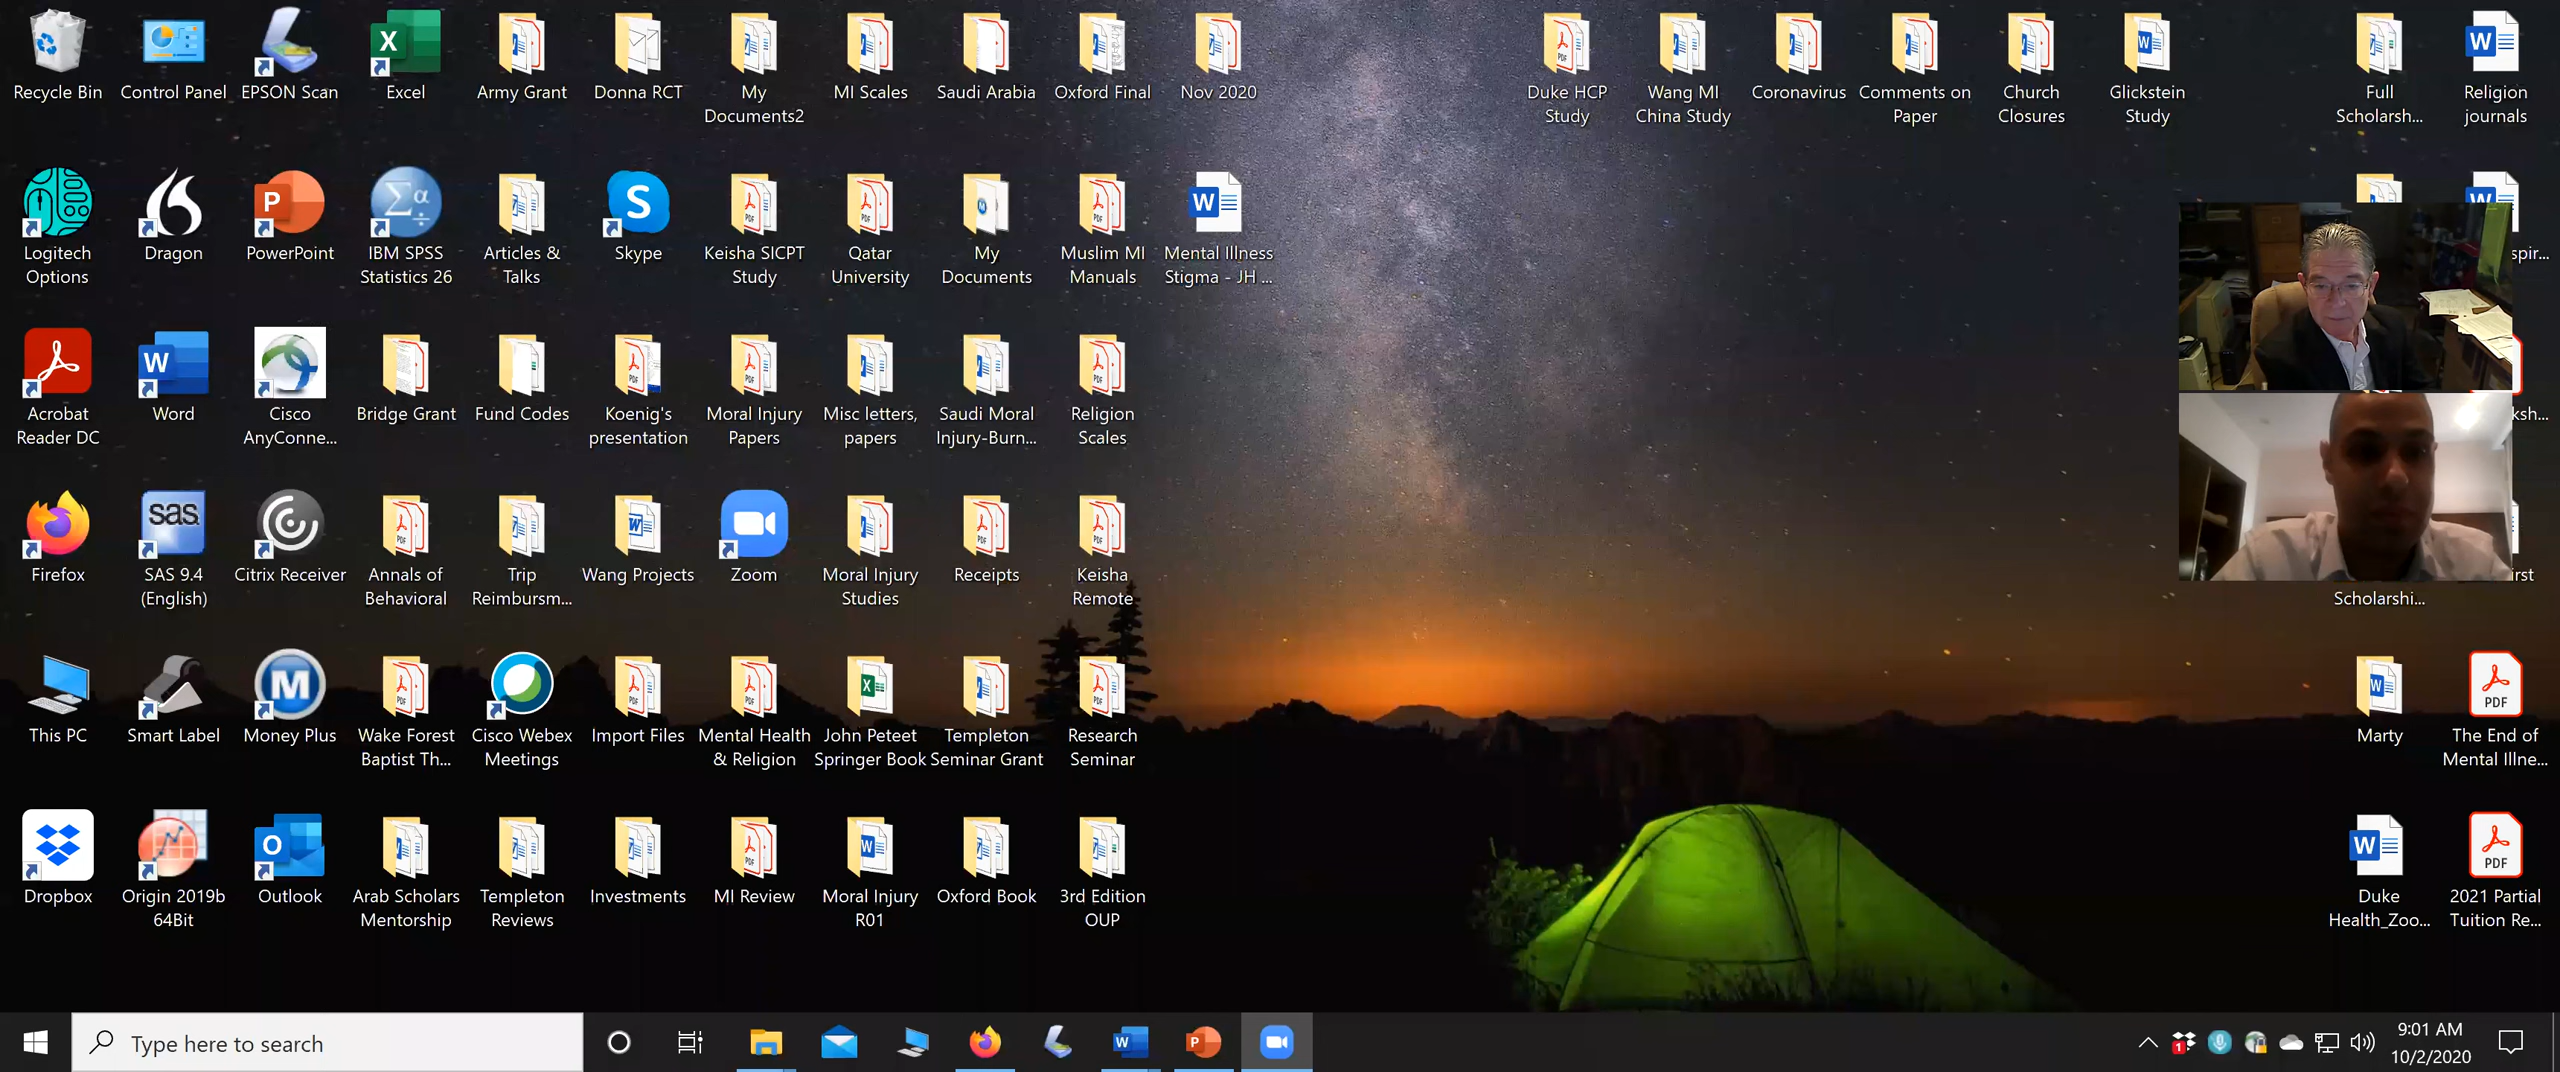 Recycle Bin
Control Panel
EPSON Scan
Excel
Army Grant
Donna RCT
My
Documents2
MI Scales
Saudi Arabia
Oxford Final
Nov 2020
Duke HCP
Study
Wang MI
China Study
Coronavirus
Comments on
Paper
Church
Closures
Glickstein
Study
Full
Scholarsh...
Religion
journals
Logitech
Options
Dragon
PowerPoint
IBM SPSS
Statistics 26
Articles &
Talks
Skype
Keisha SICPT
Study
Qatar
University
My
Documents
Muslim MI
Manuals
Mental Illness
Stigma - JH ...
spir...
Acrobat
Reader DC
Word
Cisco
AnyConne...
Bridge Grant
Fund Codes
Koenig's
presentation
Moral Injury
Papers
Misc letters,
papers
Saudi Moral
Injury-Burn...
Religion
Scales
ksh...
Firefox
SAS 9.4
(English)
Citrix Receiver
Annals of
Behavioral
Trip
Reimbursm...
Wang Projects
Zoom
Moral Injury
Studies
Receipts
Keisha
Remote
Scholarshi...
irst
This PC
Smart Label
Money Plus
Wake Forest
Baptist Th...
Cisco Webex
Meetings
Import Files
Mental Health
& Religion
John Peteet
Springer Book
Templeton
Seminar Grant
Research
Seminar
Marty
PDF
The End of
Mental Illne...
Dropbox
Origin 2019b
64Bit
Outlook
Arab Scholars
Mentorship
Templeton
Reviews
Investments
MI Review
Moral Injury
R01
Oxford Book
3rd Edition
OUP
Duke
Health_Zoo...
PDF
2021 Partial
Tuition Re...
Type here to search
1
9:01 AM
10/2/2020